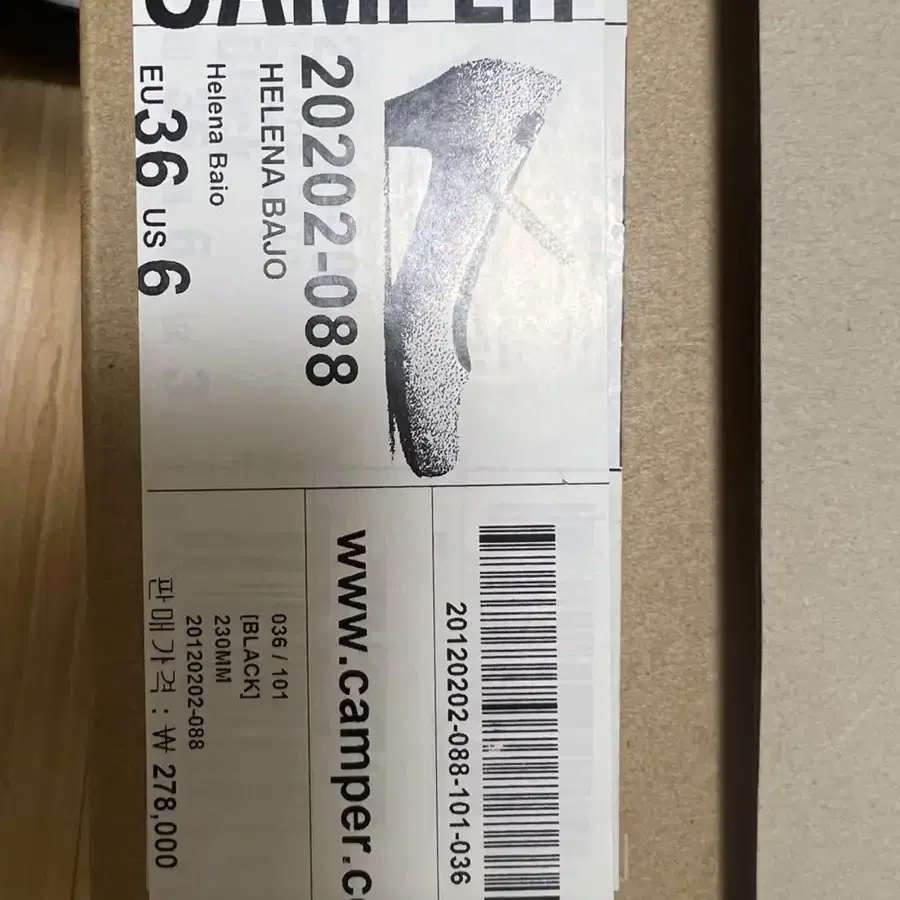 CAMPER
20202-088
HELENA BAJO
Helena Baio
EU 36 US 6
20120202-088-101-036
www.camper.c
036 / 101
[BLACK]
230MM
20120202-088
판매가격 : ₩ 278,000